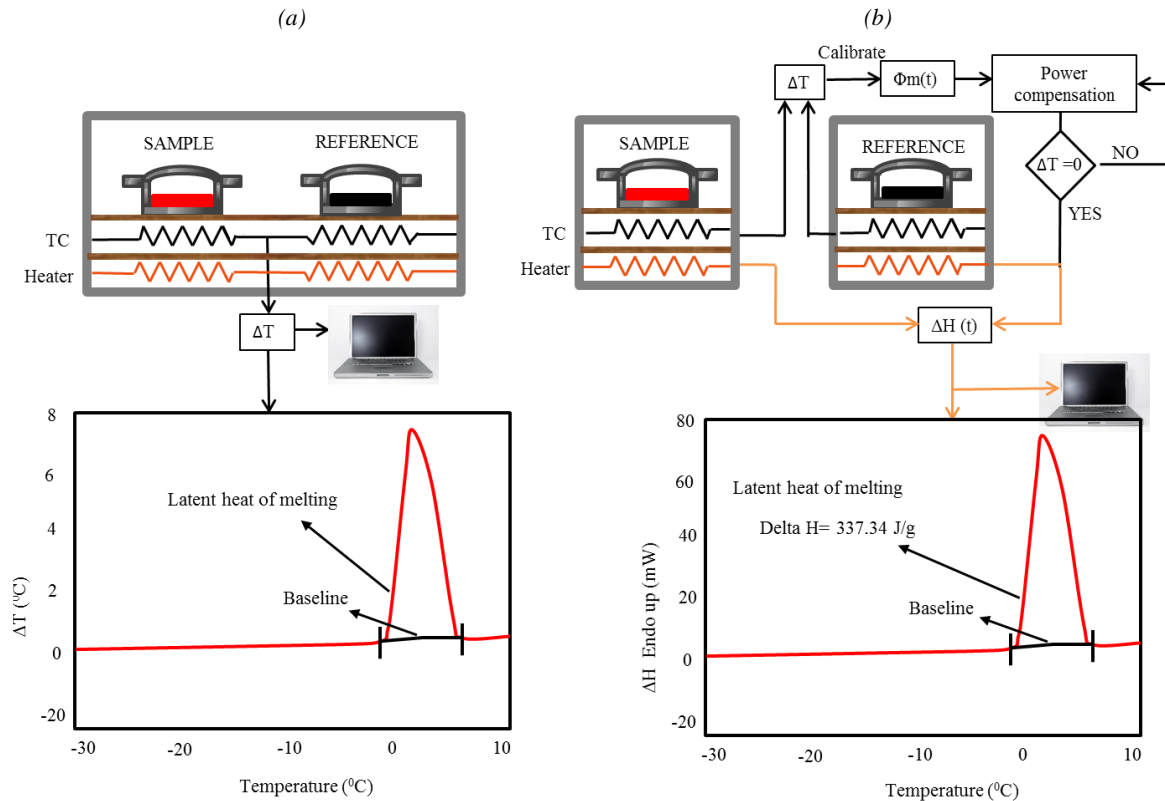 (a)
SAMPLE
REFERENCE
TC
Heater
ΔT
8
6
4
2
0
-20
ΔT (⁰C)
Latent heat of melting
Baseline
-30
-20
-10
0
10
Temperature (⁰C)
(b)
Calibrate
ΔT
Φm(t)
Power
compensation
SAMPLE
REFERENCE
ΔT =0
NO
YES
TC
Heater
ΔH (t)
80
60
40
20
0
-20
ΔH Endo up (mW)
Latent heat of melting
Delta H= 337.34 J/g
Baseline
-30
-20
-10
0
10
Temperature (⁰C)